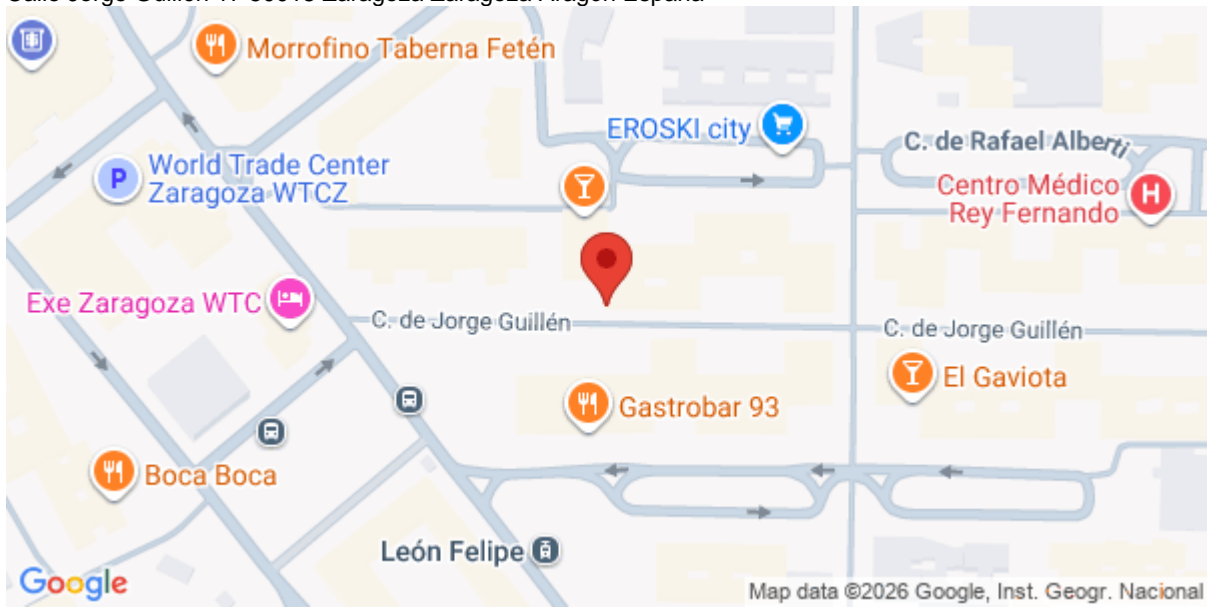 Morrofino Taberna Fetén
EROSKI city
C. de Rafael Alberti
World Trade Center
Zaragoza WTCZ
P
Centro Médico
Rey Fernando
H
Exe Zaragoza WTC
C. de Jorge Guillén
C. de Jorge Guillén
El Gaviota
Gastrobar 93
Boca Boca
León Felipe
Google
Map data ©2026 Google, Inst. Geogr. Nacional